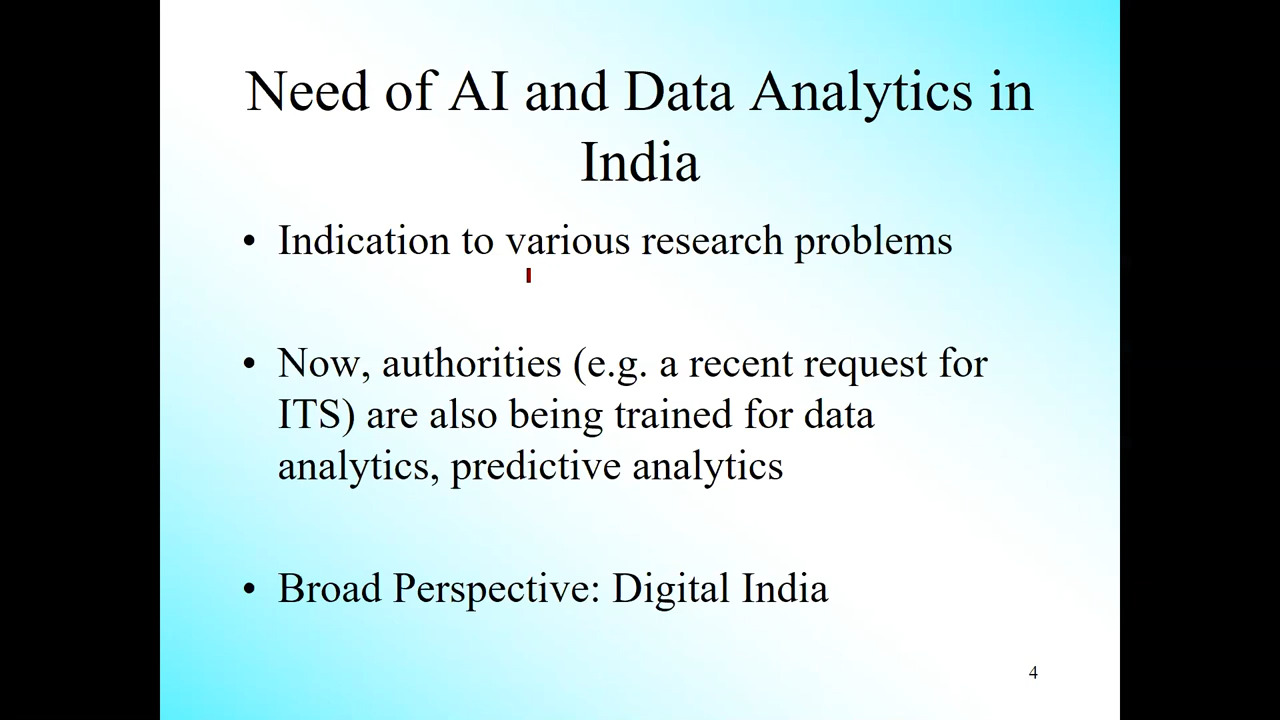 Need of AI and Data Analytics in
India
• Indication to various research problems
• Now, authorities (e.g. a recent request for
ITS) are also being trained for data
analytics, predictive analytics
• Broad Perspective: Digital India
4